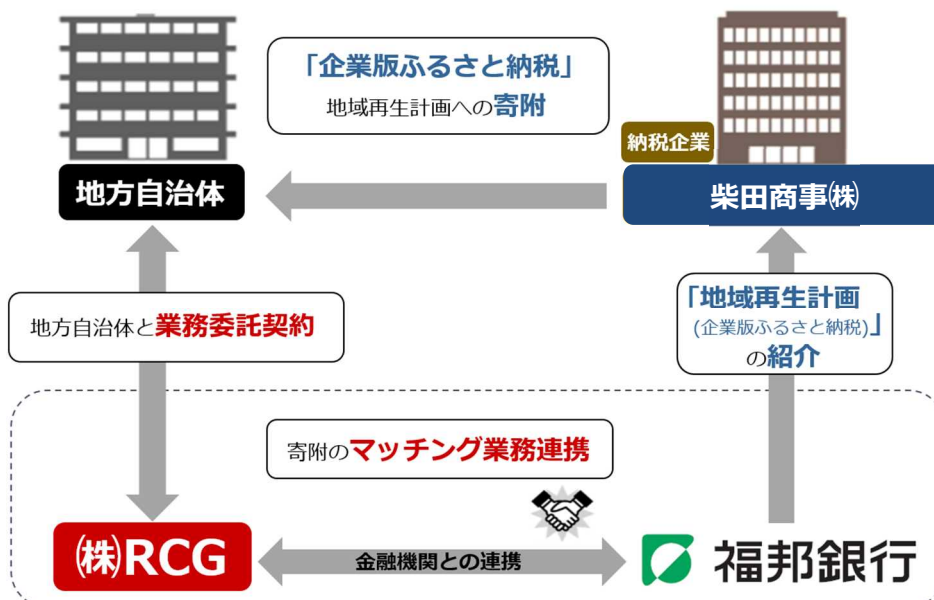 「企業版ふるさと納税」
地域再生計画への寄附
納税企業
地方自治体
柴田商事㈱
地方自治体と業務委託契約
「地域再生計画
(企業版ふるさと納税)」
の紹介
寄附のマッチング業務連携
㈱RCG
金融機関との連携
福邦銀行